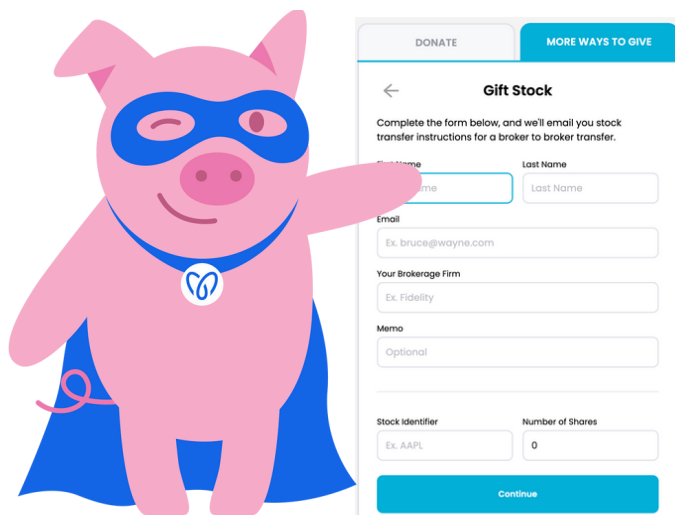 DONATE
MORE WAYS TO GIVE
Gift Stock
Complete the form below, and we'll email you stock
transfer instructions for a broker to broker transfer.
Name
Last Name
Last Name
Email
Ex. bruce@wayne.com
Your Brokerage Firm
Ex. Fidelity
Memo
Optional
Stock Identifier
Number of Shares
Ex. AAPL
0
Continue